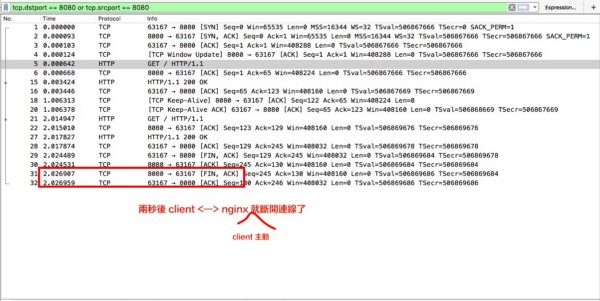 tcp.dstport == 8080 or tcp.srcport == 8080
Expression...
No. Time Protocol Info
1 0.000000 TCP 63167 → 8080 [SYN] Seq=0 Win=65535 Len=0 MSS=16344 WS=32 TSval=506867666 TSecr=0 SACK_PERM=1
2 0.000093 TCP 8080 → 63167 [SYN, ACK] Seq=0 Ack=1 Win=65535 Len=0 MSS=16344 WS=32 TSval=506867666 TSecr=506867666 SACK_PERM=1
3 0.000103 TCP 63167 → 8080 [ACK] Seq=1 Ack=1 Win=408288 Len=0 TSval=506867666 TSecr=506867666
4 0.000124 TCP [TCP Window Update] 8080 → 63167 [ACK] Seq=1 Ack=1 Win=408288 Len=0 TSval=506867666 TSecr=506867666
5 0.000642 HTTP GET / HTTP/1.1
6 0.000668 TCP 8080 → 63167 [ACK] Seq=1 Ack=65 Win=408224 Len=0 TSval=506867666 TSecr=506867666
15 0.003424 HTTP HTTP/1.1 200 OK
16 0.003446 TCP 63167 → 8080 [ACK] Seq=65 Ack=123 Win=408160 Len=0 TSval=506867669 TSecr=506867669
18 1.006313 TCP [TCP Keep-Alive] 8080 → 63167 [ACK] Seq=122 Ack=65 Win=408224 Len=0
20 1.006378 TCP [TCP Keep-Alive ACK] 63167 → 8080 [ACK] Seq=65 Ack=123 Win=408160 Len=0 TSval=506868669 TSecr=506867669
21 2.014947 HTTP GET / HTTP/1.1
22 2.015010 TCP 8080 → 63167 [ACK] Seq=123 Ack=129 Win=408160 Len=0 TSval=506869676 TSecr=506869676
27 2.017827 HTTP HTTP/1.1 200 OK
28 2.017874 TCP 63167 → 8080 [ACK] Seq=129 Ack=245 Win=408032 Len=0 TSval=506869678 TSecr=506869678
29 2.024489 TCP 63167 → 8080 [FIN, ACK] Seq=129 Ack=245 Win=408032 Len=0 TSval=506869684 TSecr=506869678
30 2.024531 TCP 8080 → 63167 [ACK] Seq=245 Ack=130 Win=408160 Len=0 TSval=506869684 TSecr=506869684
31 2.026907 TCP 8080 → 63167 [FIN, ACK] Seq=245 Ack=130 Win=408160 Len=0 TSval=506869686 TSecr=506869684
32 2.026959 TCP 63167 → 8080 [ACK] Seq=130 Ack=246 Win=408032 Len=0 TSval=506869686 TSecr=506869686
兩秒後 client <—> nginx 就斷開連線了
client 主動